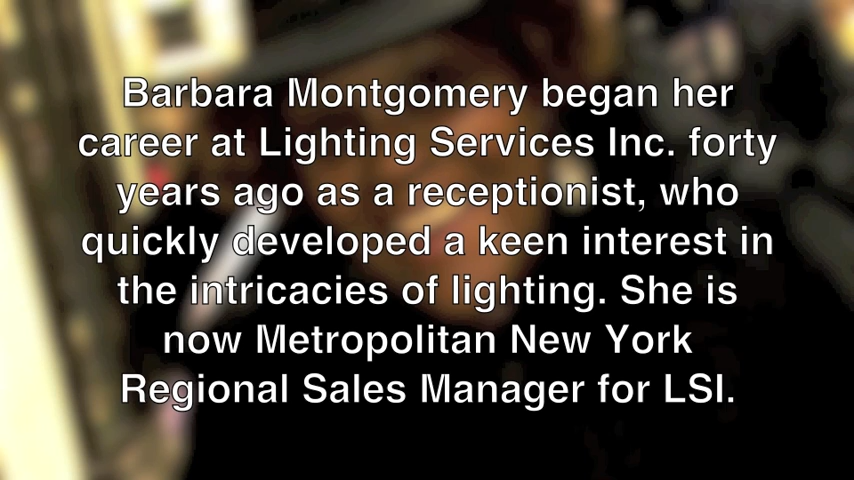 Barbara Montgomery began her
career at Lighting Services Inc. forty
years ago as a receptionist, who
quickly developed a keen interest in
the intricacies of lighting. She is
now Metropolitan New York
Regional Sales Manager for LSI.